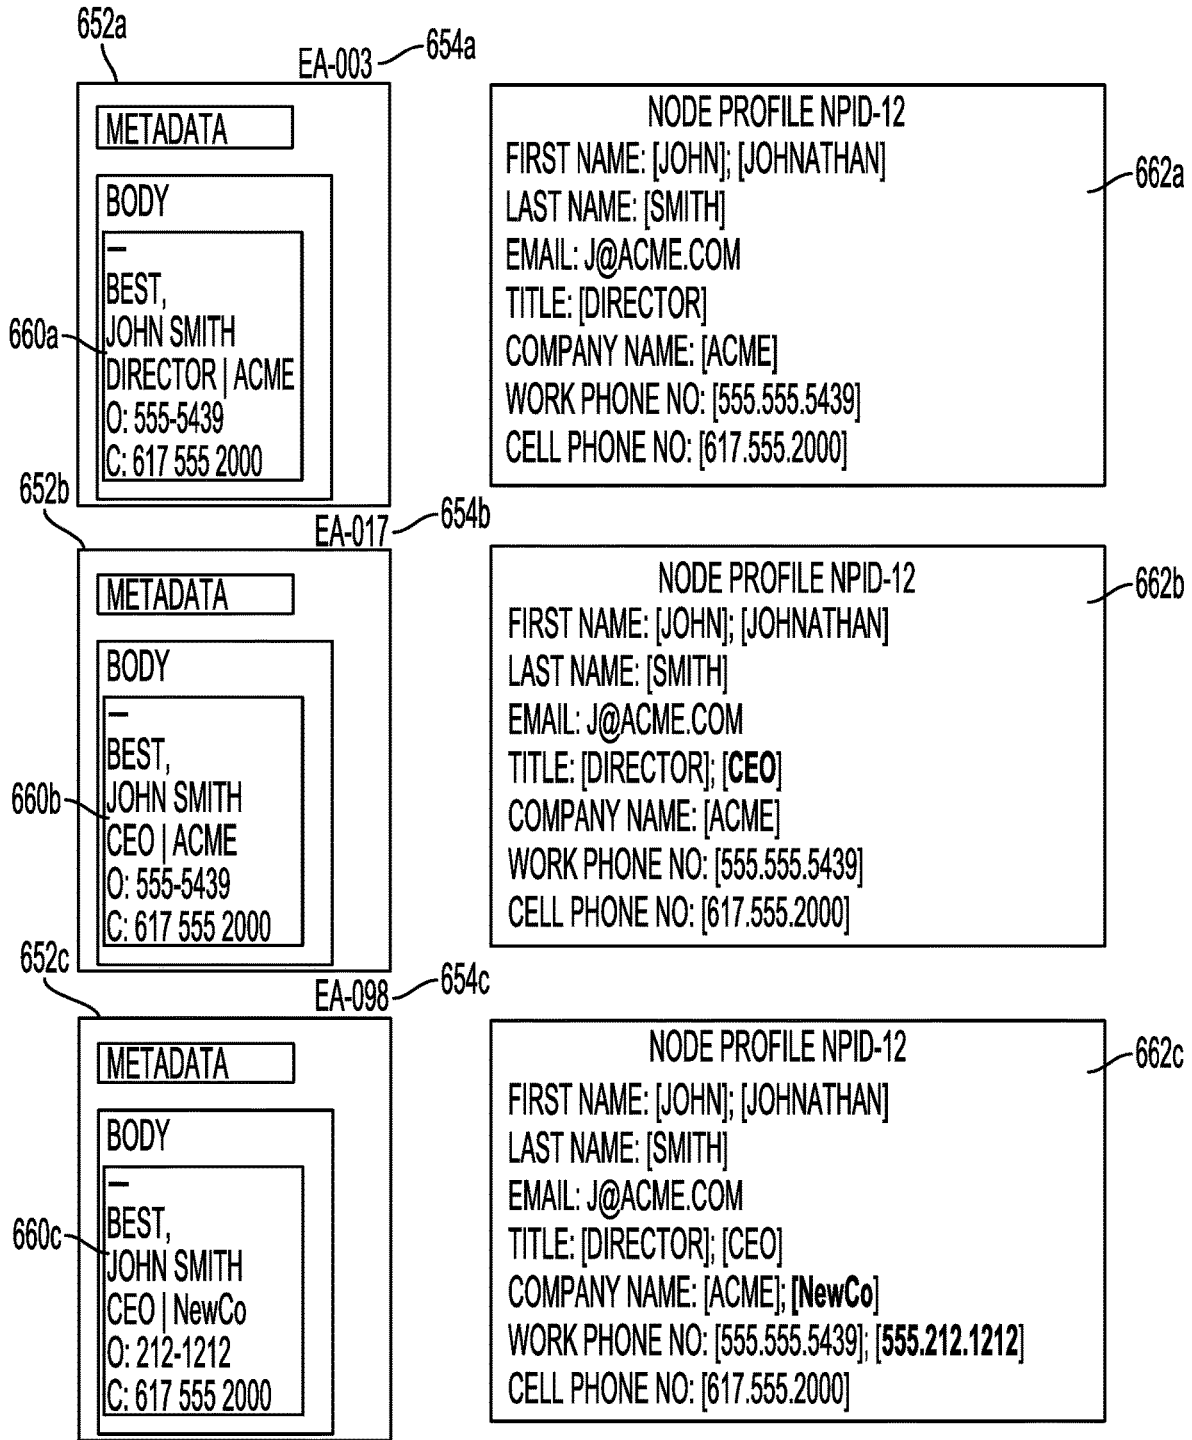 652a
EA-003
654a
METADATA
BODY
—
BEST,
JOHN SMITH
DIRECTOR | ACME
O: 555-5439
C: 617 555 2000
660a
NODE PROFILE NPID-12
FIRST NAME: [JOHN]; [JOHNATHAN]
LAST NAME: [SMITH]
EMAIL: J@ACME.COM
TITLE: [DIRECTOR]
COMPANY NAME: [ACME]
WORK PHONE NO: [555.555.5439]
CELL PHONE NO: [617.555.2000]
662a
652b
EA-017
654b
METADATA
BODY
—
BEST,
JOHN SMITH
CEO | ACME
O: 555-5439
C: 617 555 2000
660b
NODE PROFILE NPID-12
FIRST NAME: [JOHN]; [JOHNATHAN]
LAST NAME: [SMITH]
EMAIL: J@ACME.COM
TITLE: [DIRECTOR]; [CEO]
COMPANY NAME: [ACME]
WORK PHONE NO: [555.555.5439]
CELL PHONE NO: [617.555.2000]
662b
652c
EA-098
654c
METADATA
BODY
—
BEST,
JOHN SMITH
CEO | NewCo
O: 212-1212
C: 617 555 2000
660c
NODE PROFILE NPID-12
FIRST NAME: [JOHN]; [JOHNATHAN]
LAST NAME: [SMITH]
EMAIL: J@ACME.COM
TITLE: [DIRECTOR]; [CEO]
COMPANY NAME: [ACME]; [NewCo]
WORK PHONE NO: [555.555.5439]; [555.212.1212]
CELL PHONE NO: [617.555.2000]
662c